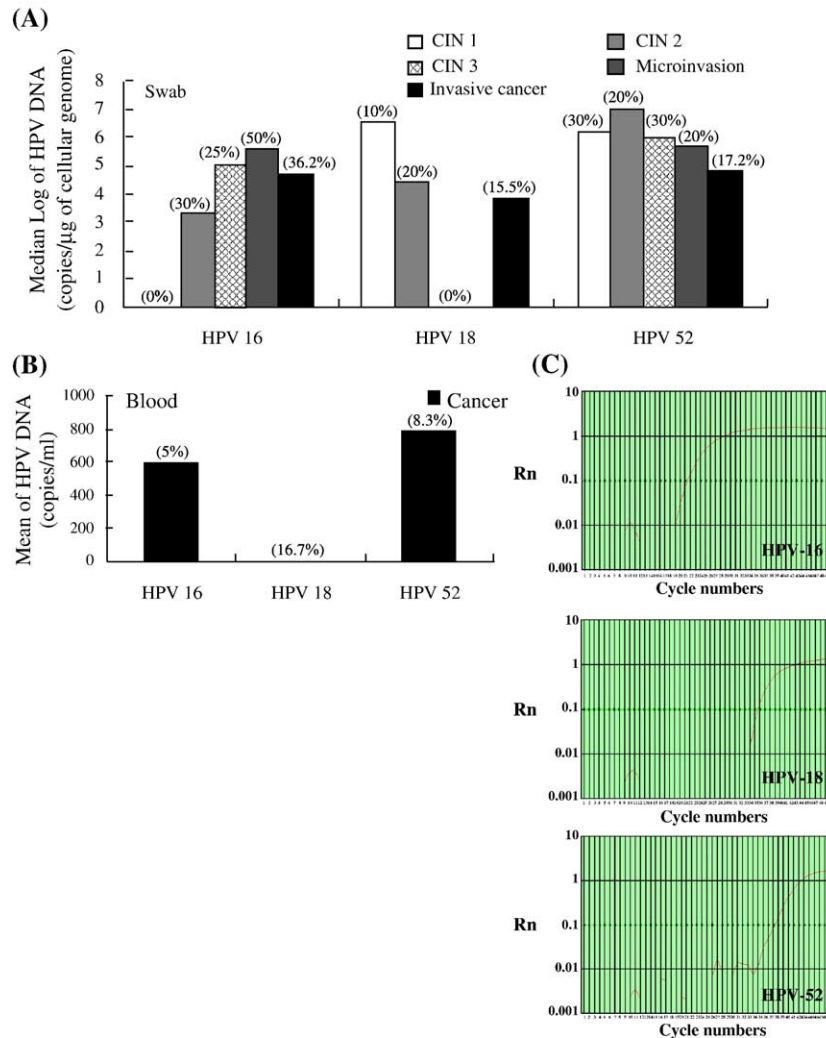 (A)
CIN 1
CIN 2
CIN 3
Microinvasion
Invasive cancer
Swab
Median Log of HPV DNA
(copies/µg of cellular genome)
8
7
6
5
4
3
2
1
0
(0%)
(30%)
(25%)
(50%)
(36.2%)
(10%)
(20%)
(0%)
(15.5%)
(30%)
(20%)
(30%)
(20%)
(17.2%)
HPV 16
HPV 18
HPV 52
(B)
Blood
Cancer
Mean of HPV DNA
(copies/ml)
1000
800
600
400
200
0
(5%)
(16.7%)
(8.3%)
HPV 16
HPV 18
HPV 52
(C)
10
1
Rn
0.1
0.01
0.001
HPV-16
Cycle numbers
10
1
Rn
0.1
0.01
0.001
HPV-18
Cycle numbers
10
1
Rn
0.1
0.01
0.001
HPV-52
Cycle numbers